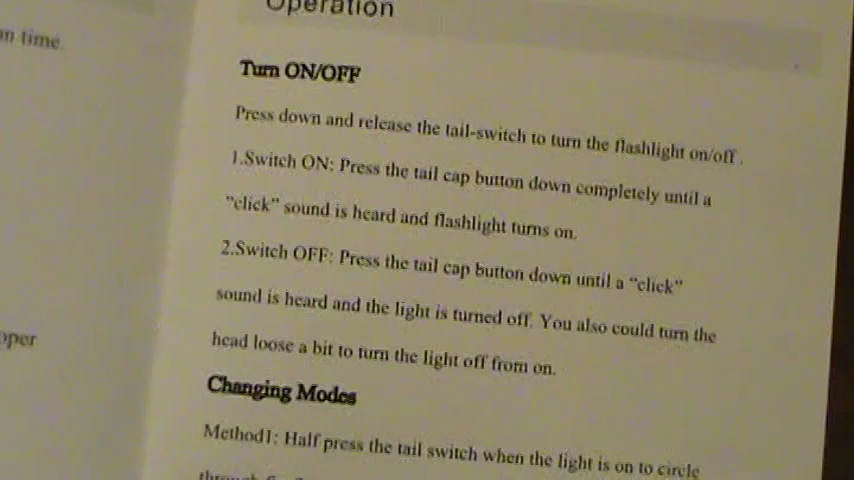 n time.
oper
Operation
Turn ON/OFF
Press down and release the tail-switch to turn the flashlight on/off .
1.Switch ON: Press the tail cap button down completely until a
"click" sound is heard and flashlight turns on.
2.Switch OFF: Press the tail cap button down until a "click"
sound is heard and the light is turned off. You also could turn the
head loose a bit to turn the light off from on.
Changing Modes
Method1: Half press the tail switch when the light is on to circle